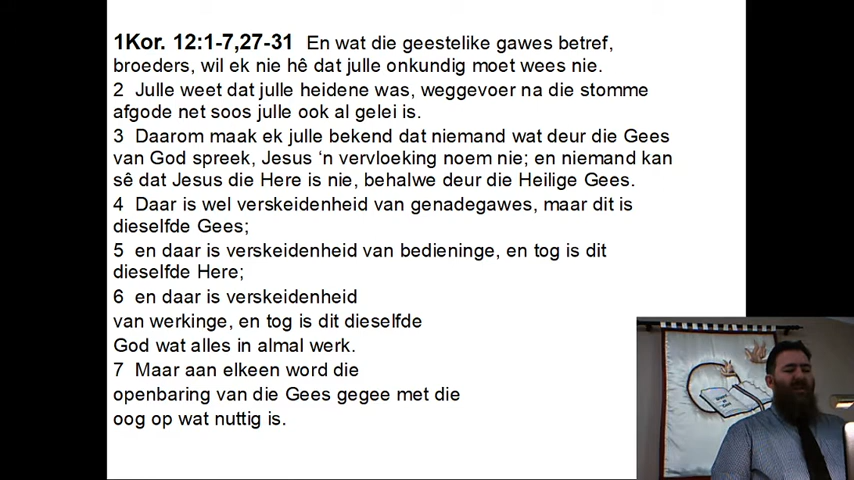 1Kor. 12:1-7,27-31 En wat die geestelike gawes betref,
broeders, wil ek nie hê dat julle onkundig moet wees nie.
2 Julle weet dat julle heidene was, weggevoer na die stomme
afgode net soos julle ook al gelei is.
3 Daarom maak ek julle bekend dat niemand wat deur die Gees
van God spreek, Jesus ‘n vervloeking noem nie; en niemand kan
sê dat Jesus die Here is nie, behalwe deur die Heilige Gees.
4 Daar is wel verskeidenheid van genadegawes, maar dit is
dieselfde Gees;
5 en daar is verskeidenheid van bedieninge, en tog is dit
dieselfde Here;
6 en daar is verskeidenheid
van werkinge, en tog is dit dieselfde
God wat alles in almal werk.
7 Maar aan elkeen word die
openbaring van die Gees gegee met die
oog op wat nuttig is.